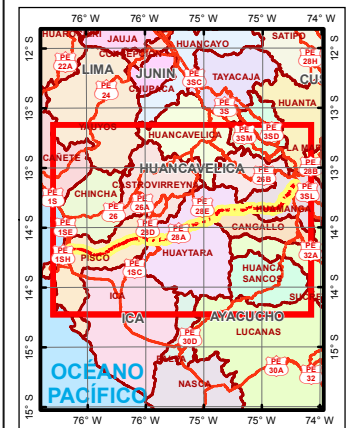 76° W 76° W 75° W 75° W 74° W
12° S
12° S
JAUJA
HUANCAYO
SATIPO
LIMA
JUNIN
CHUPACA
TAYACAJA
HUANTA
PE 22A
PE 24
PE 3SC
PE 3S
PE 28H
13° S
13° S
YAUYOS
HUANCAVELICA
PE 3SM
PE 3SD
LA MAR
CAÑETE
HUANCAVELICA
PE 26B
PE 28B
13° S
13° S
PE 1S
CHINCHA
CASTROVIRREYNA
PE 26
PE 26A
PE 28E
HUAMANGA
PE 3SL
PE 1SE
PE 28D
PE 28A
CANGALLO
14° S
14° S
PE 1SH
PISCO
PE 1SC
HUAYTARA
HUANCA
SANCOS
PE 32A
14° S
14° S
ICA
ICA
AYACUCHO
SUCRE
LUCANAS
PE 30D
15° S
15° S
OCÉANO
PACÍFICO
PALPA
NASCA
PE 30A
PE 32
15° S
15° S
76° W 76° W 75° W 75° W 74° W